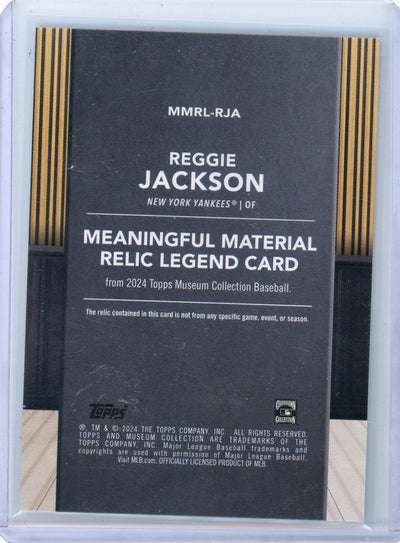 MMRL-RJA
REGGIE
JACKSON
NEW YORK YANKEES® | OF
MEANINGFUL MATERIAL
RELIC LEGEND CARD
from 2024 Topps Museum Collection Baseball.
The relic contained in this card is not from any specific game, event, or season.
Topps
COOPERSTOWN
COLLECTION
®, TM & © 2024 THE TOPPS COMPANY, INC. ALL RIGHTS RESERVED.
TOPPS AND MUSEUM COLLECTION ARE TRADEMARKS OF THE
TOPPS COMPANY, INC. Major League Baseball trademarks and
copyrights are used with permission of Major League Baseball.
Visit MLB.com. OFFICIALLY LICENSED PRODUCT OF MLB.